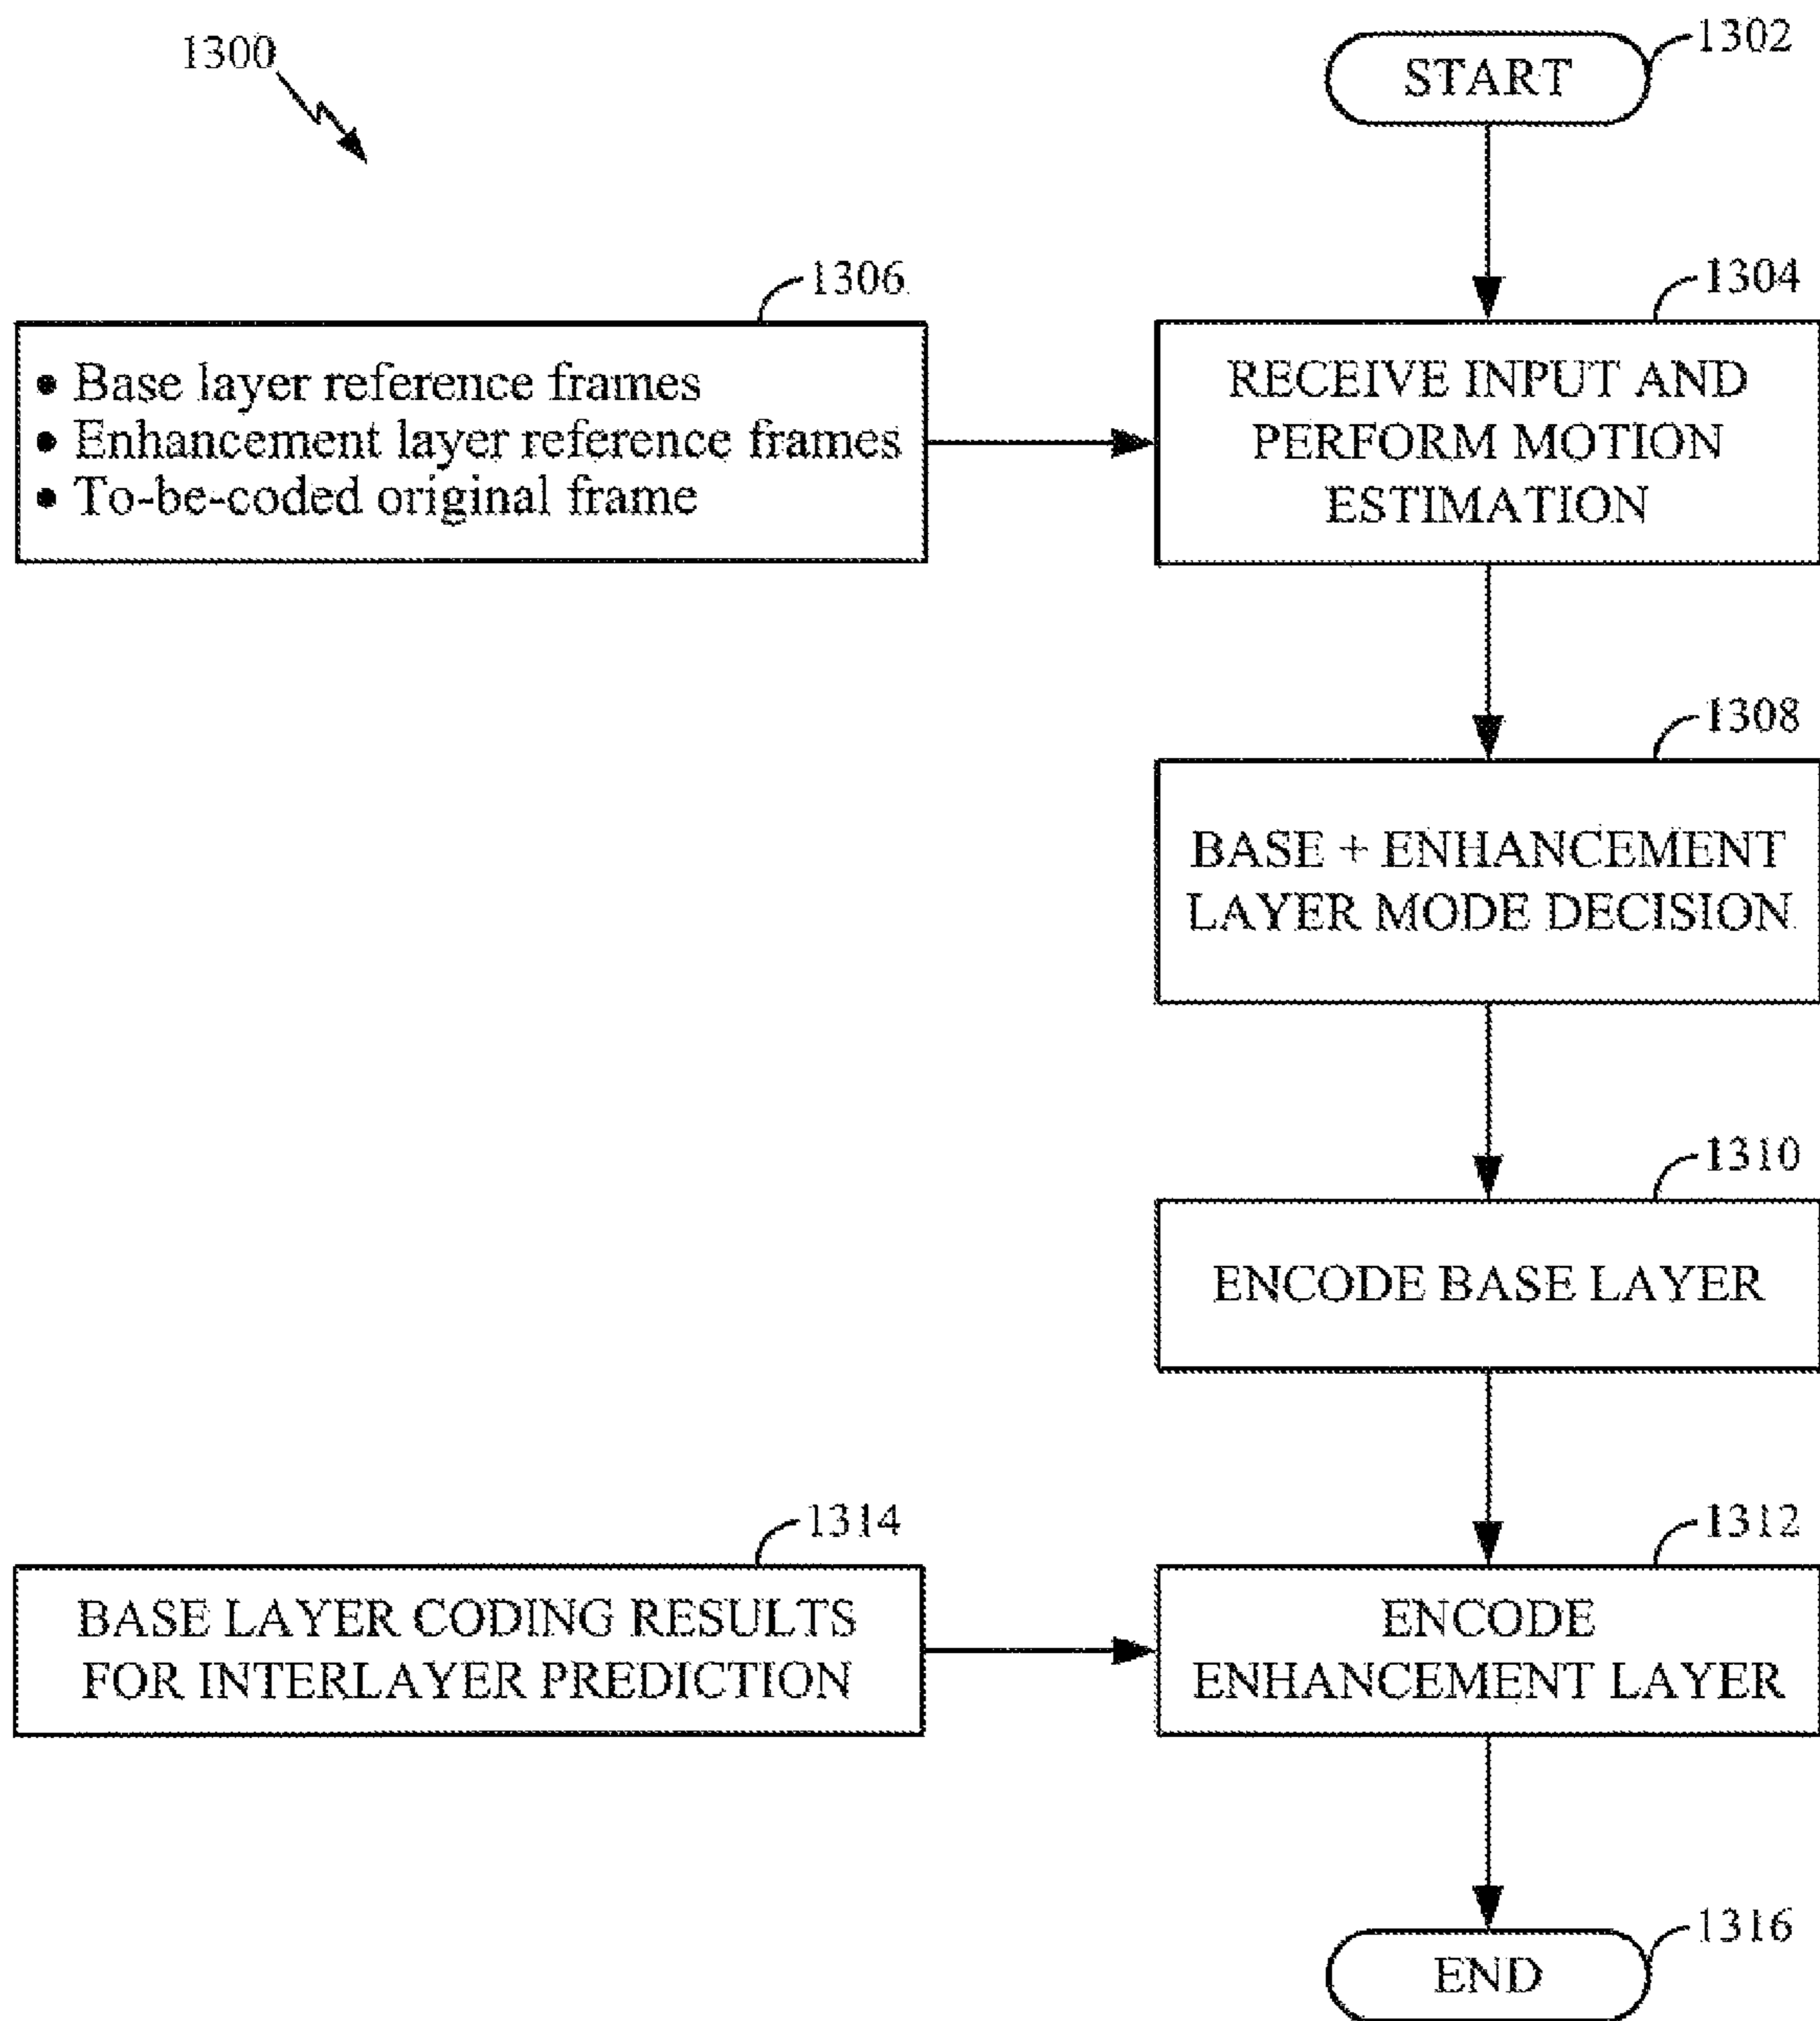 1300
1302
START
1306
• Base layer reference frames
• Enhancement layer reference frames
• To-be-coded original frame
1304
RECEIVE INPUT AND
PERFORM MOTION
ESTIMATION
1308
BASE + ENHANCEMENT
LAYER MODE DECISION
1310
ENCODE BASE LAYER
1314
BASE LAYER CODING RESULTS
FOR INTERLAYER PREDICTION
1312
ENCODE
ENHANCEMENT LAYER
1316
END